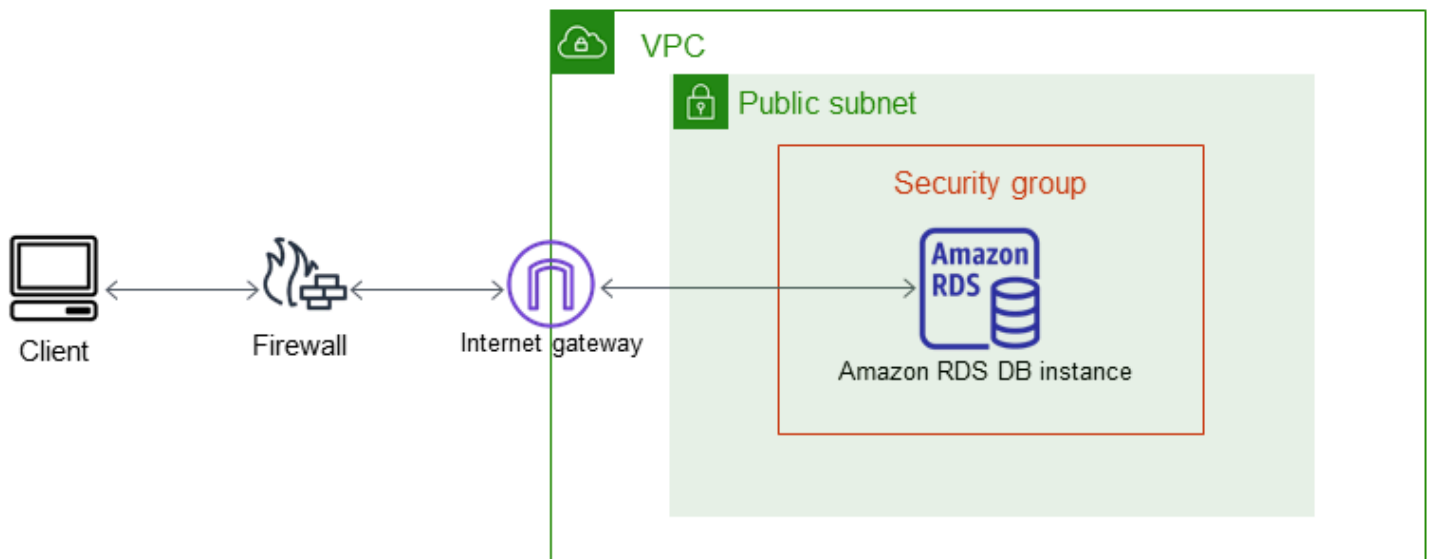 VPC
Public subnet
Security group
Amazon
RDS
Client
Firewall
Internet gateway
Amazon RDS DB instance